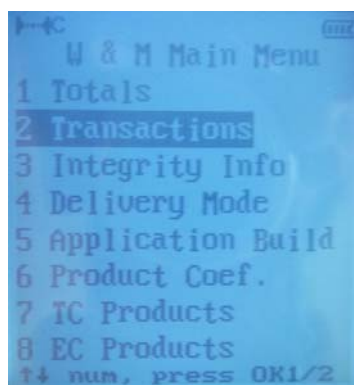 W & M Main Menu
1 Totals
2 Transactions
3 Integrity Info
4 Delivery Mode
5 Application Build
6 Product Coef.
7 TC Products
8 EC Products
↑↓ num, press OK1/2